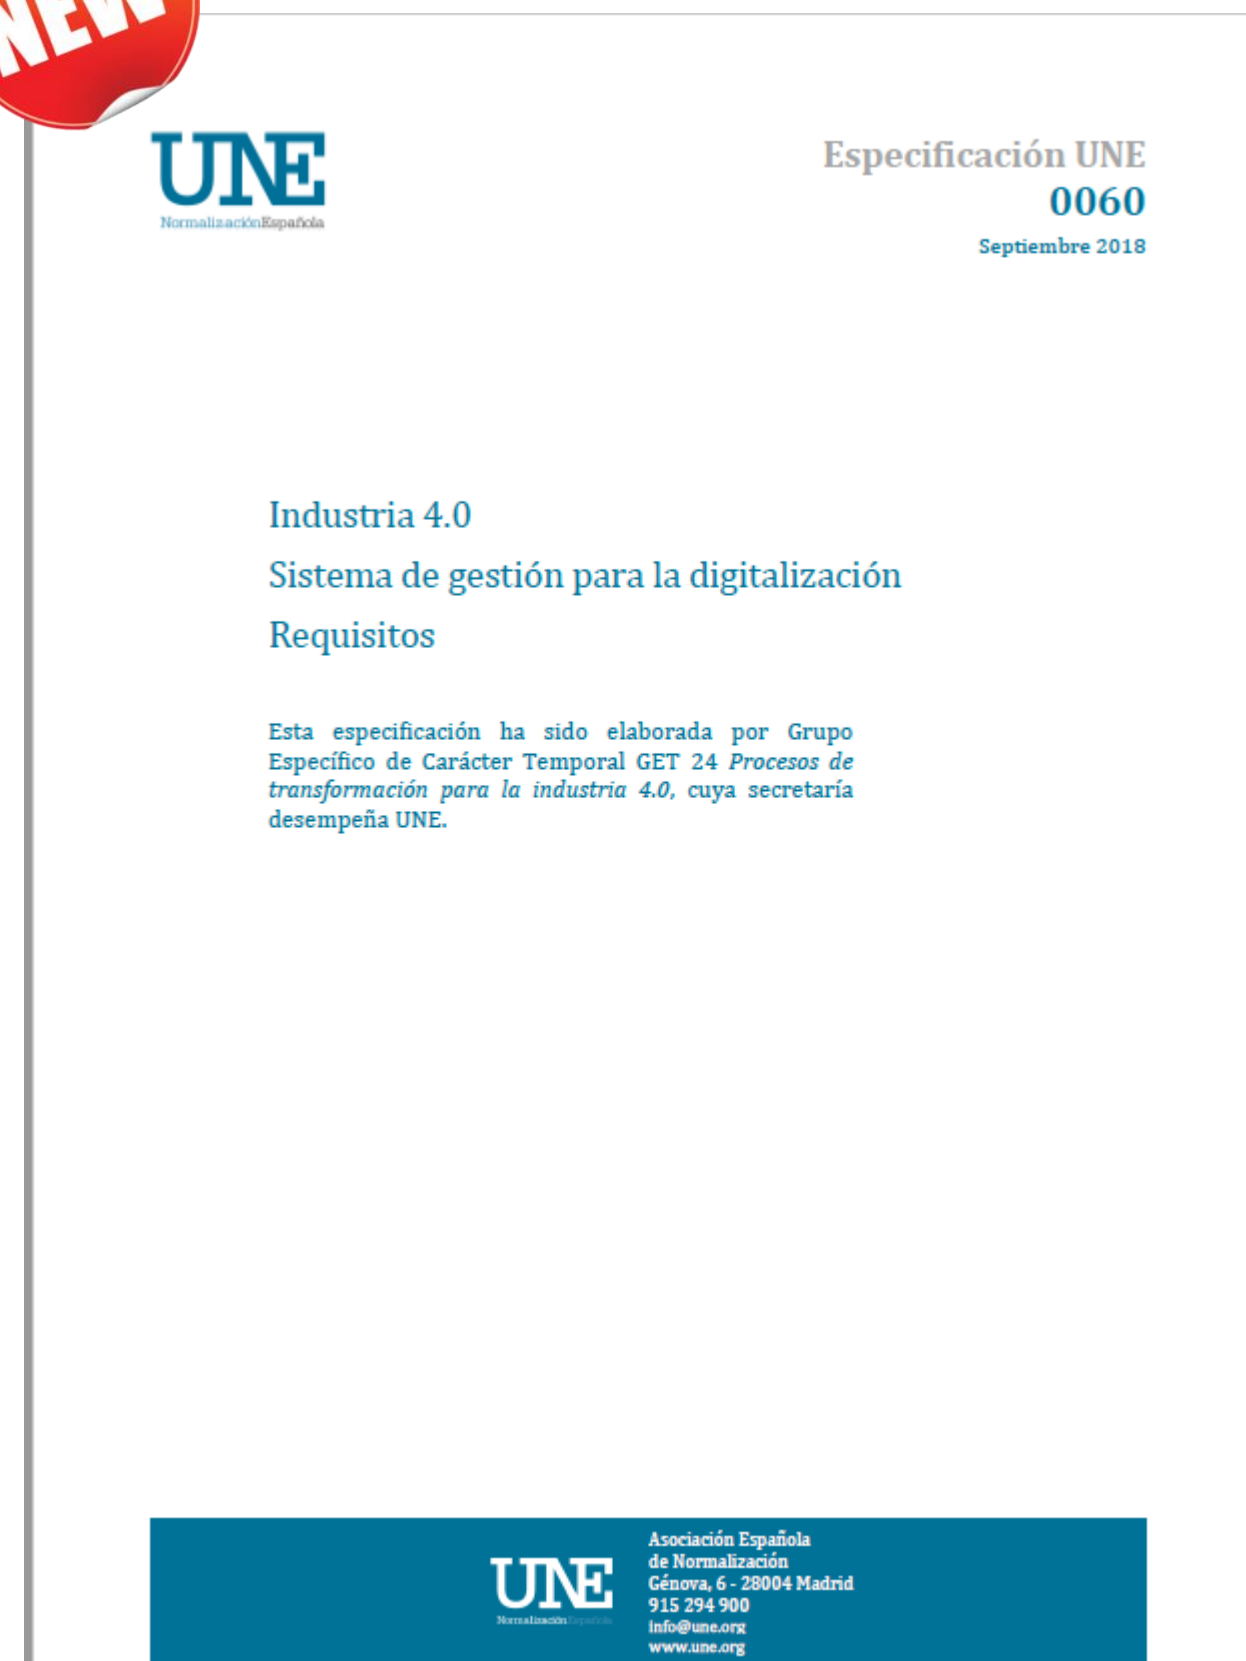 NEW
UNE
NormalizaciónEspañola
Especificación UNE
0060
Septiembre 2018
Industria 4.0
Sistema de gestión para la digitalización
Requisitos
Esta especificación ha sido elaborada por Grupo
Específico de Carácter Temporal GET 24 Procesos de
transformación para la industria 4.0, cuya secretaría
desempeña UNE.
UNE
NormalizaciónEspañola
Asociación Española
de Normalización
Génova, 6 - 28004 Madrid
915 294 900
info@une.org
www.une.org